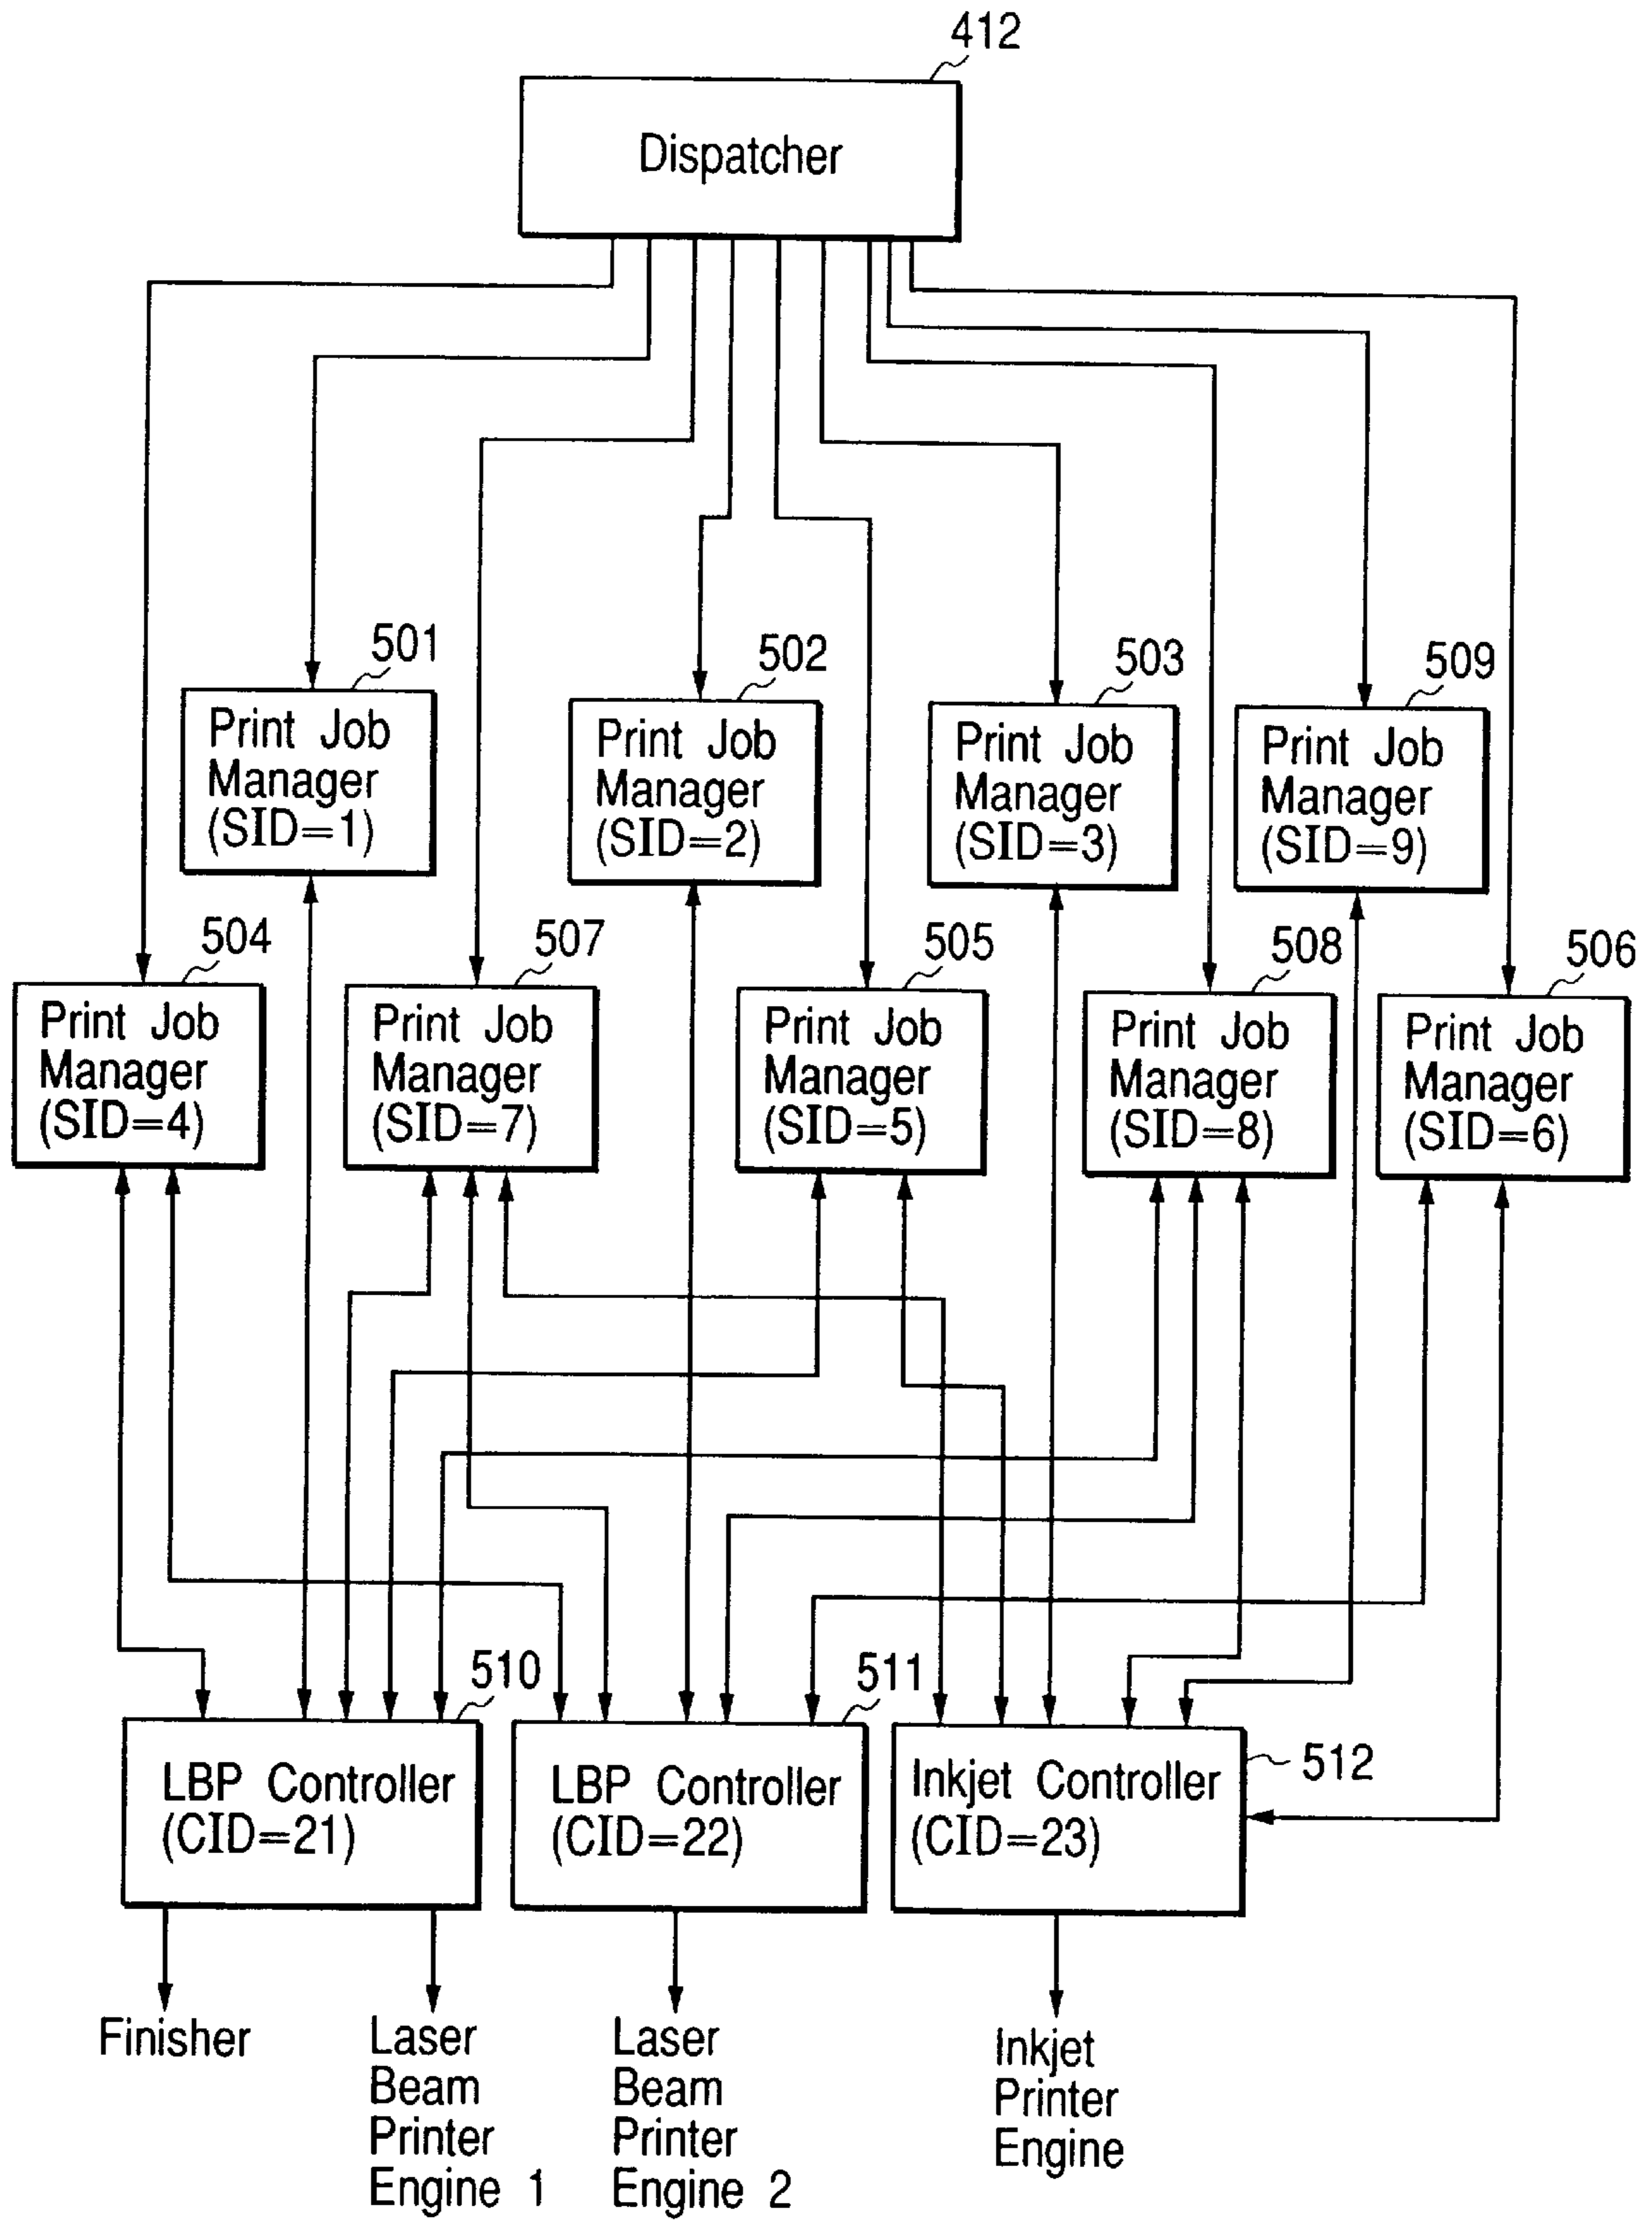 412
Dispatcher
501
Print Job
Manager
(SID=1)
502
Print Job
Manager
(SID=2)
503
Print Job
Manager
(SID=3)
509
Print Job
Manager
(SID=9)
504
Print Job
Manager
(SID=4)
507
Print Job
Manager
(SID=7)
505
Print Job
Manager
(SID=5)
508
Print Job
Manager
(SID=8)
506
Print Job
Manager
(SID=6)
510
LBP Controller
(CID=21)
511
LBP Controller
(CID=22)
512
Inkjet Controller
(CID=23)
Finisher
Laser
Beam
Printer
Engine 1
Laser
Beam
Printer
Engine 2
Inkjet
Printer
Engine